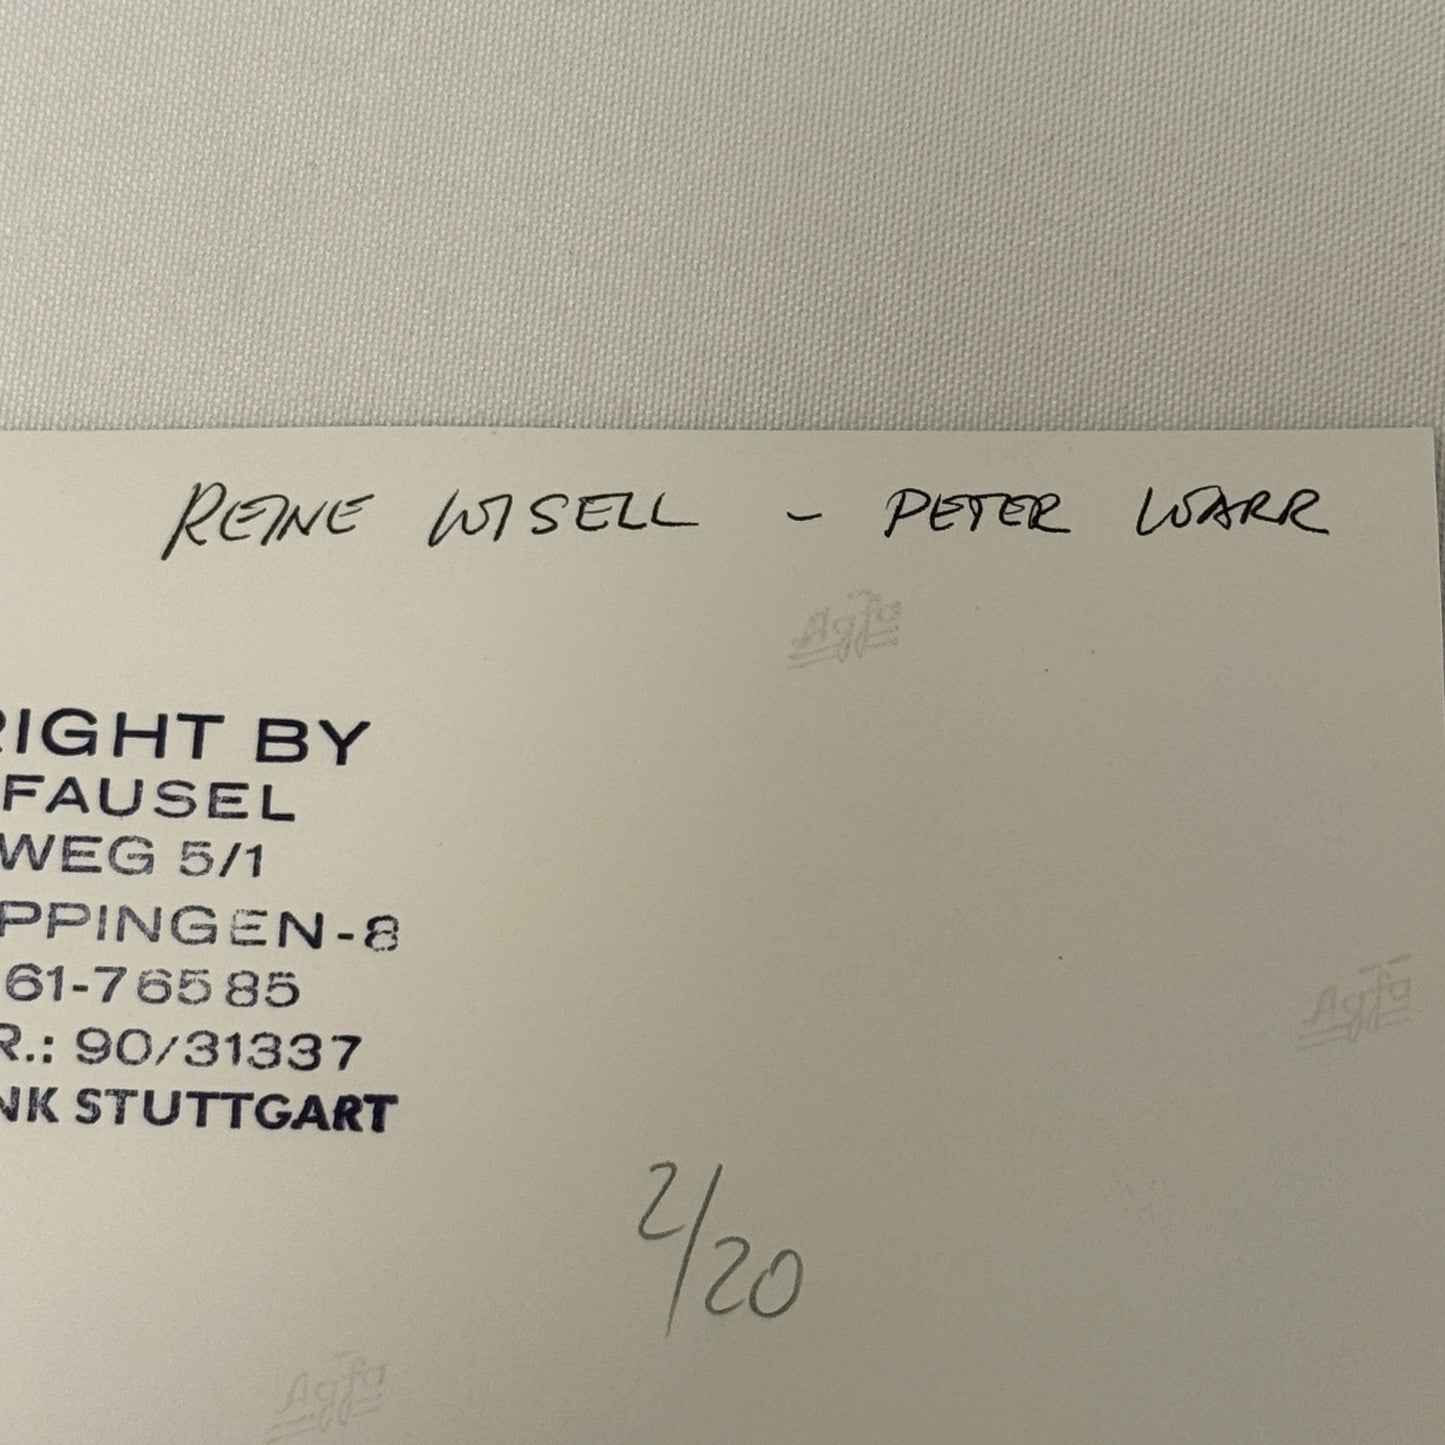 REINE WISELL - PETER WARR
Agfa
RIGHT BY
FAUSEL
WEG 5/1
PPINGEN-8
61-76585
R.: 90/31337
NK STUTTGART
Agfa
2/20
Agfa